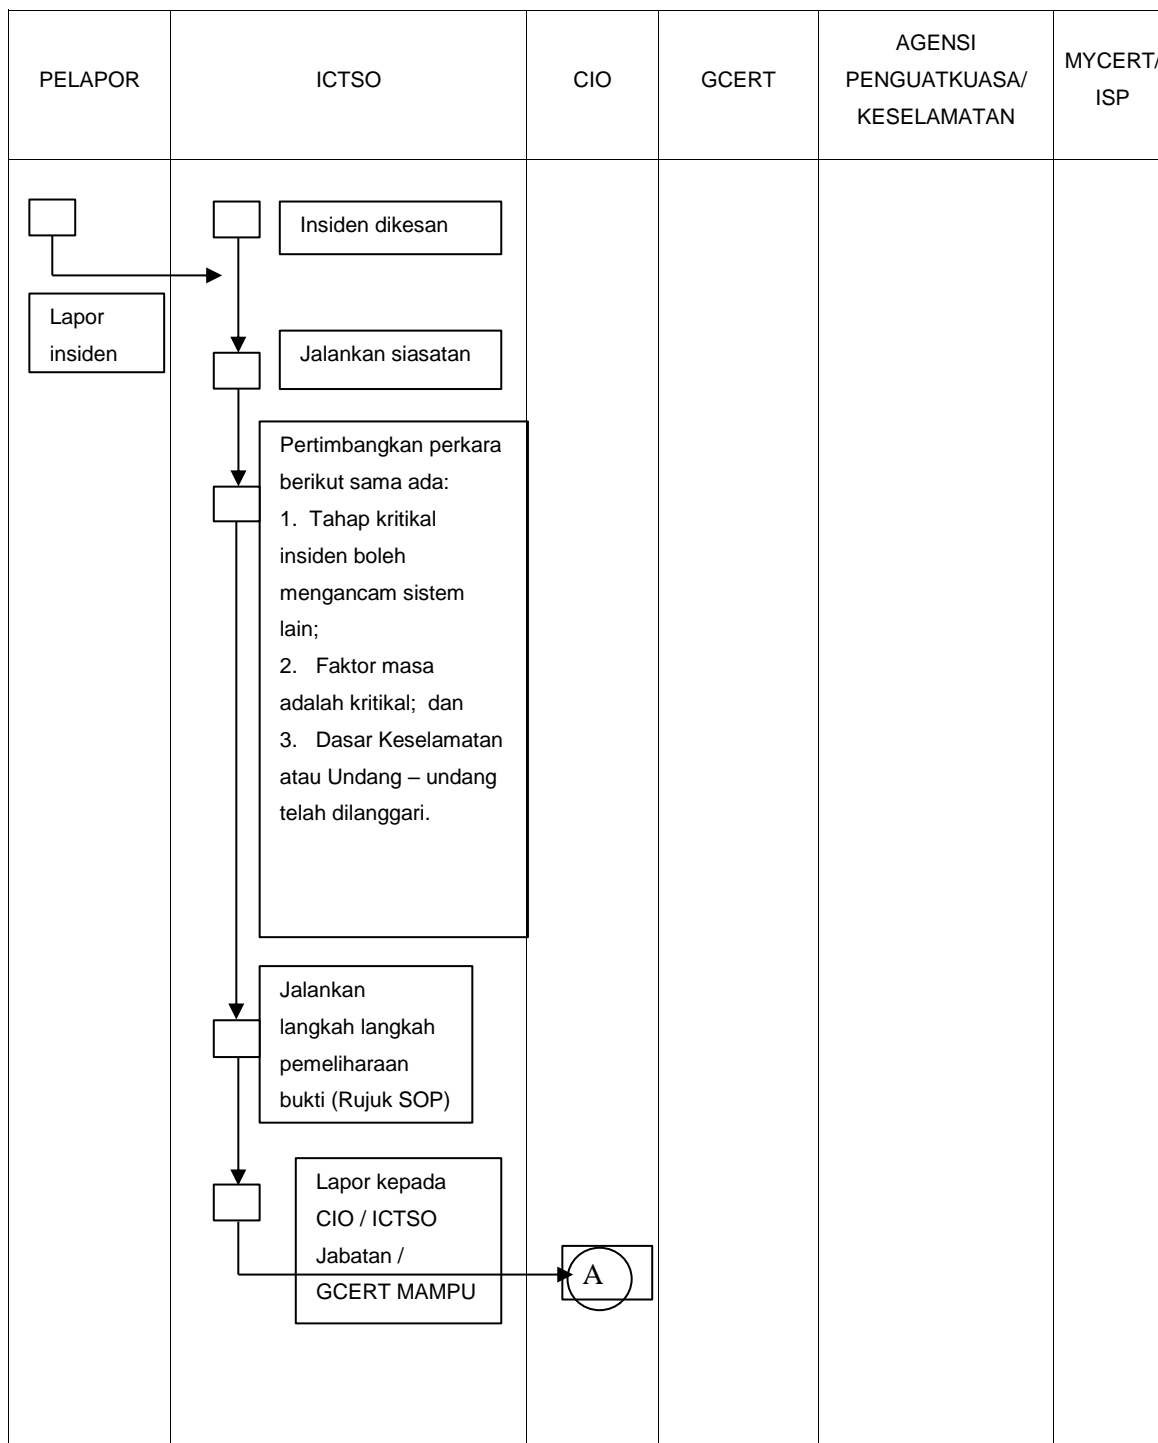 PELAPOR
ICTSO
CIO
GCERT
AGENSI
PENGUATKUASA/
KESELAMATAN
MYCERT/
ISP
Lapor
insiden
Insiden dikesan
Jalankan siasatan
Pertimbangkan perkara
berikut sama ada:
1. Tahap kritikal
insiden boleh
mengancam sistem
lain;
2. Faktor masa
adalah kritikal; dan
3. Dasar Keselamatan
atau Undang – undang
telah dilanggari.
Jalankan
langkah langkah
pemeliharaan
bukti (Rujuk SOP)
Lapor kepada
CIO / ICTSO
Jabatan /
GCERT MAMPU
A